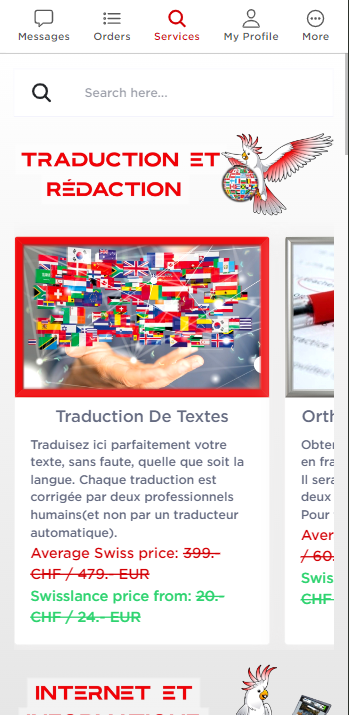 Messages
Orders
Services
My Profile
More
Search here...
TRADUCTION ET
RÉDACTION
Traduction De Textes
Traduisez ici parfaitement votre
texte, sans faute, quelle que soit la
langue. Chaque traduction est
corrigée par deux professionnels
humains(et non par un traducteur
automatique).
Average Swiss price: 399.-
CHF / 479.- EUR
Swisslance price from: 20.-
CHF / 24.- EUR
Orth
Obten
en fra
Il sera
deux
Pour
Aver
/ 60.
Swis
CHF
INTERNET ET